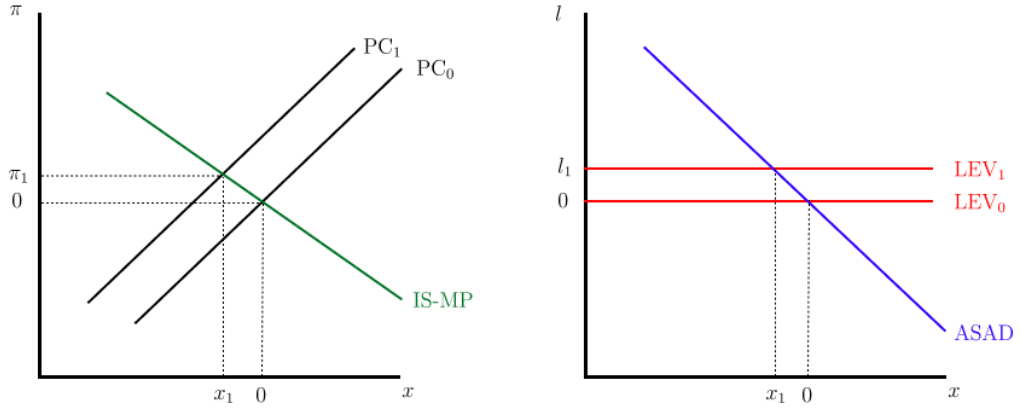 π
PC₁
PC₀
π₁
0
IS-MP
x₁
0
x
l
l₁
0
LEV₁
LEV₀
ASAD
x₁
0
x